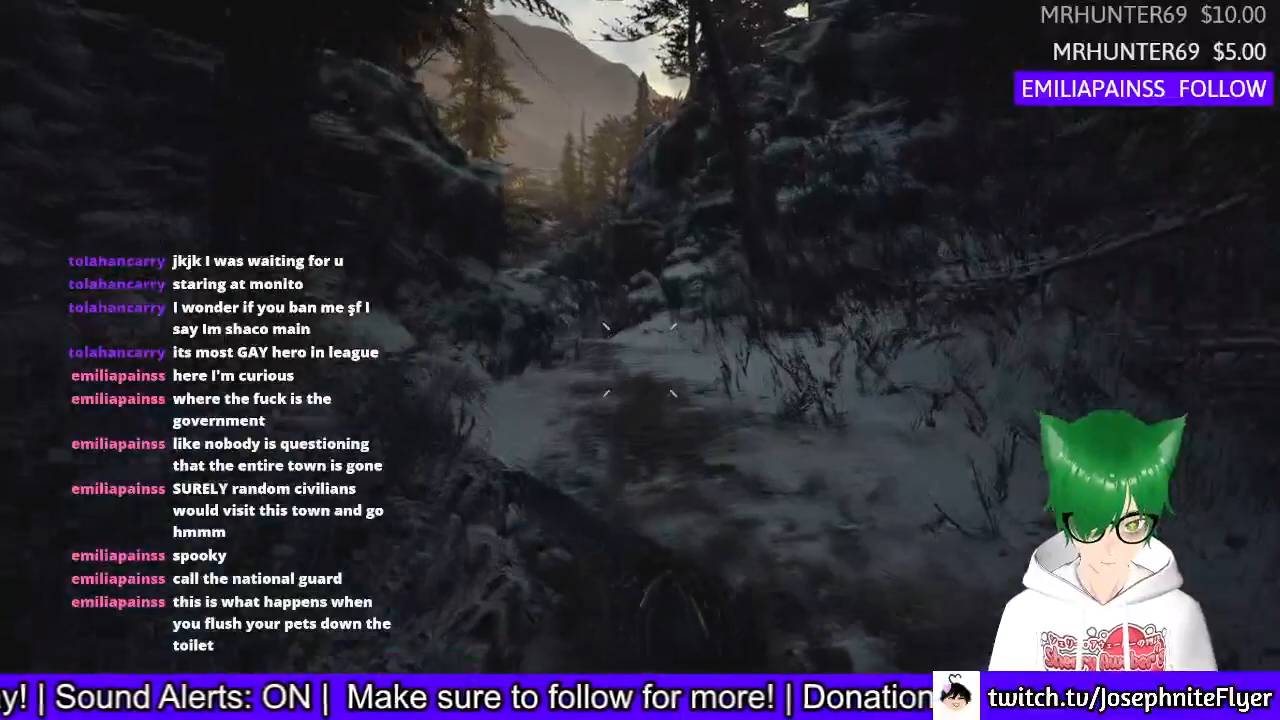 MRHUNTER69 $10.00
MRHUNTER69 $5.00
EMILIAPAINSS FOLLOW
tolahancarry jkjk I was waiting for u
tolahancarry staring at monito
tolahancarry I wonder if you ban me şf I
say Im shaco main
tolahancarry its most GAY hero in league
emiliapainss here I'm curious
emiliapainss where the fuck is the
government
emiliapainss like nobody is questioning
that the entire town is gone
emiliapainss SURELY random civilians
would visit this town and go
hmmm
emiliapainss spooky
emiliapainss call the national guard
emiliapainss this is what happens when
you flush your pets down the
toilet
y! | Sound Alerts: ON | Make sure to follow for more! | Donation
twitch.tv/JosephniteFlyer